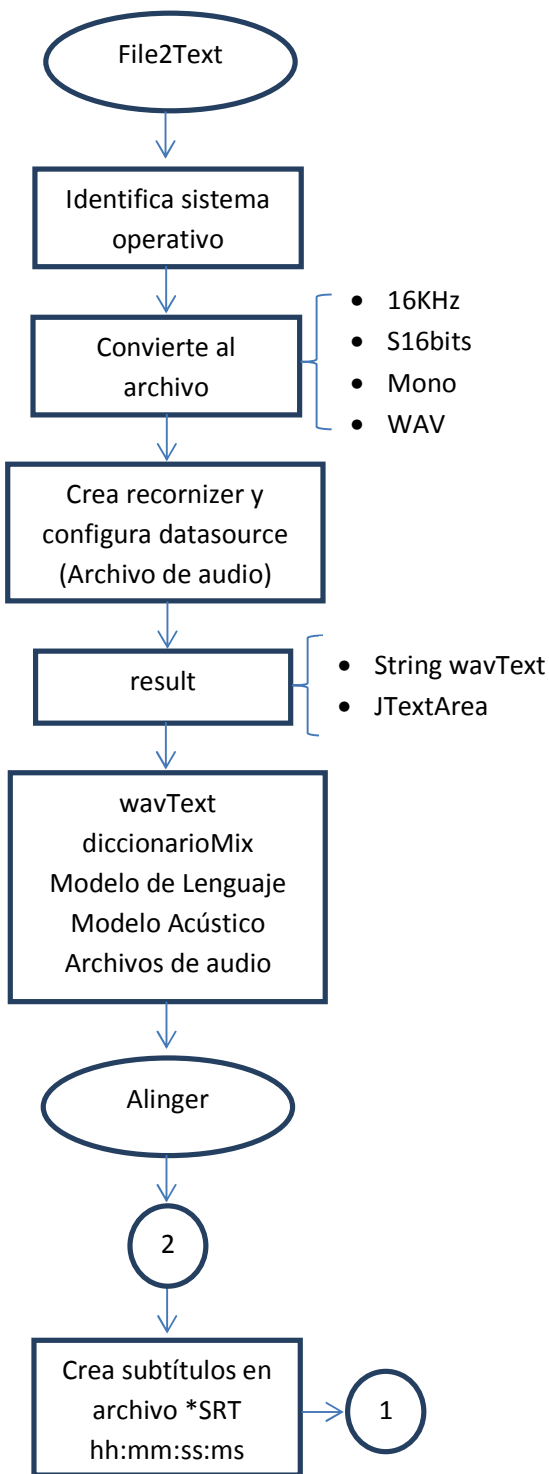 File2Text
Identifica sistema
operativo
Convierte al
archivo
• 16KHz
• S16bits
• Mono
• WAV
Crea recornizer y
configura datasource
(Archivo de audio)
result
• String wavText
• JTextArea
wavText
diccionarioMix
Modelo de Lenguaje
Modelo Acústico
Archivos de audio
Alinger
2
Crea subtítulos en
archivo *SRT
hh:mm:ss:ms
1